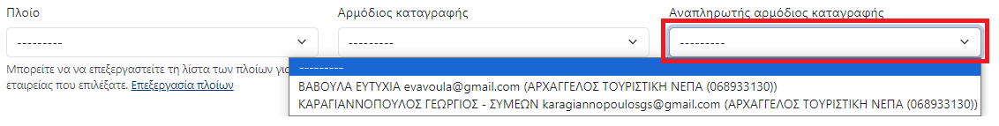 Πλοίο
Αρμόδιος καταγραφής
Αναπληρωτής αρμόδιος καταγραφής
---------
---------
---------
Μπορείτε να να επεξεργαστείτε τη λίστα των πλοίων για
εταιρείας που επιλέξατε. Επεξεργασία πλοίων
---------
ΒΑΒΟΥΛΑ ΕΥΤΥΧΙΑ evavoula@gmail.com (ΑΡΧΑΓΓΕΛΟΣ ΤΟΥΡΙΣΤΙΚΗ ΝΕΠΑ (068933130))
ΚΑΡΑΓΙΑΝΝΟΠΟΥΛΟΣ ΓΕΩΡΓΙΟΣ - ΣΥΜΕΩΝ karagiannopoulosgs@gmail.com (ΑΡΧΑΓΓΕΛΟΣ ΤΟΥΡΙΣΤΙΚΗ ΝΕΠΑ (068933130))